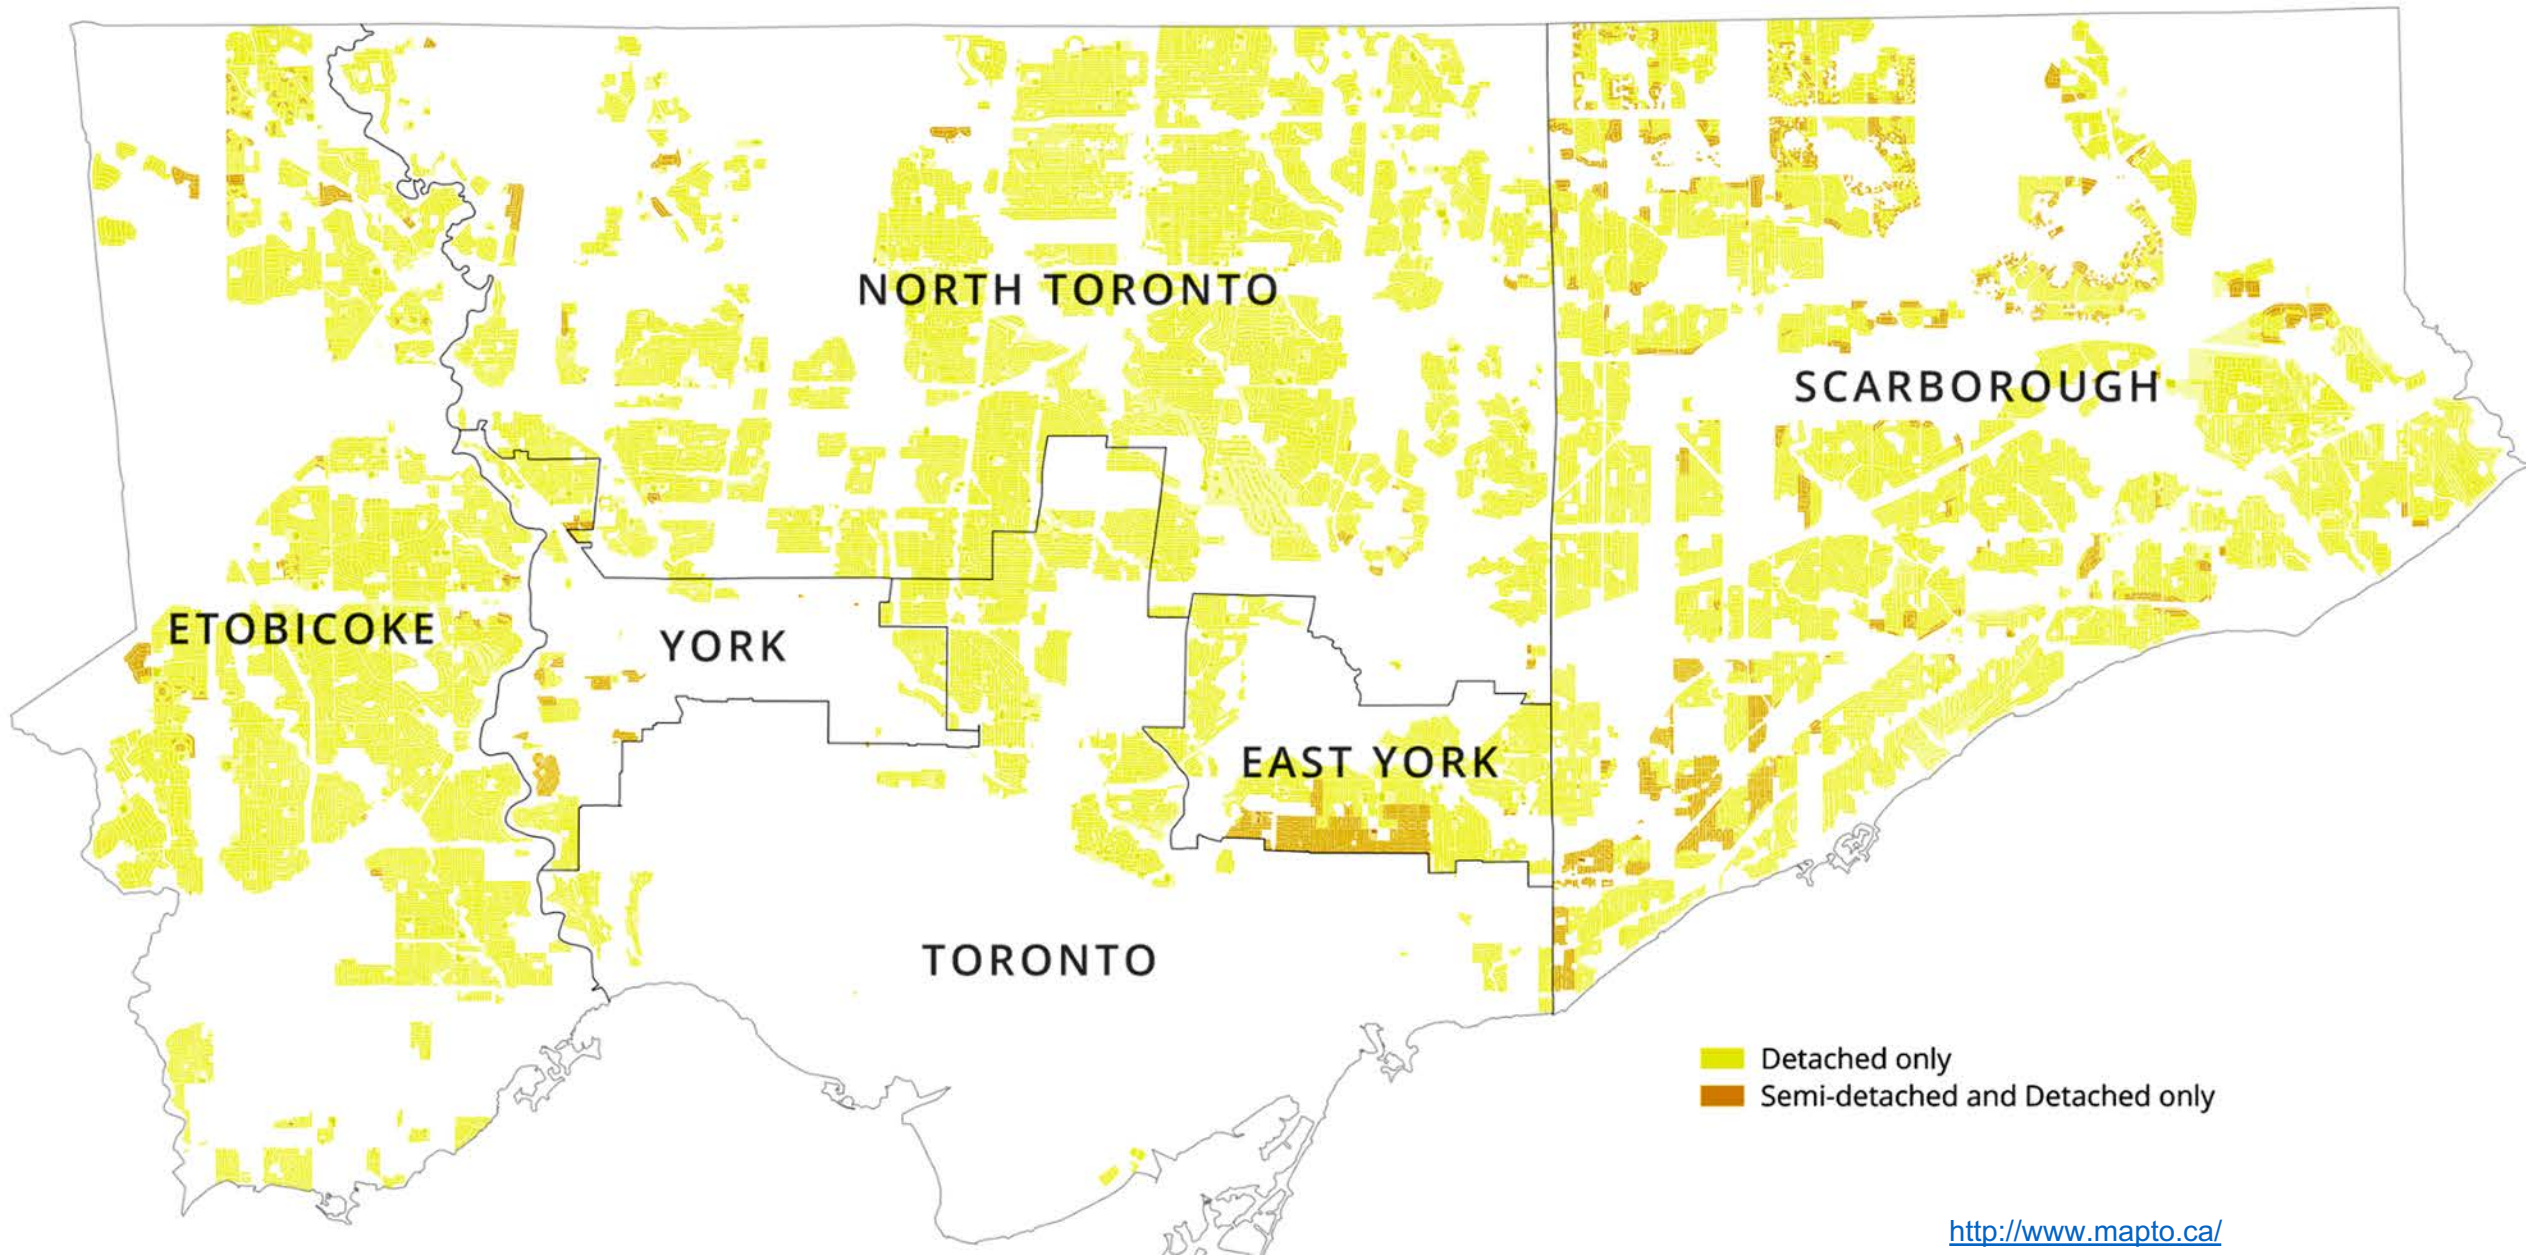 NORTH TORONTO
SCARBOROUGH
ETOBICOKE
YORK
EAST YORK
TORONTO
Detached only
Semi-detached and Detached only
http://www.mapto.ca/